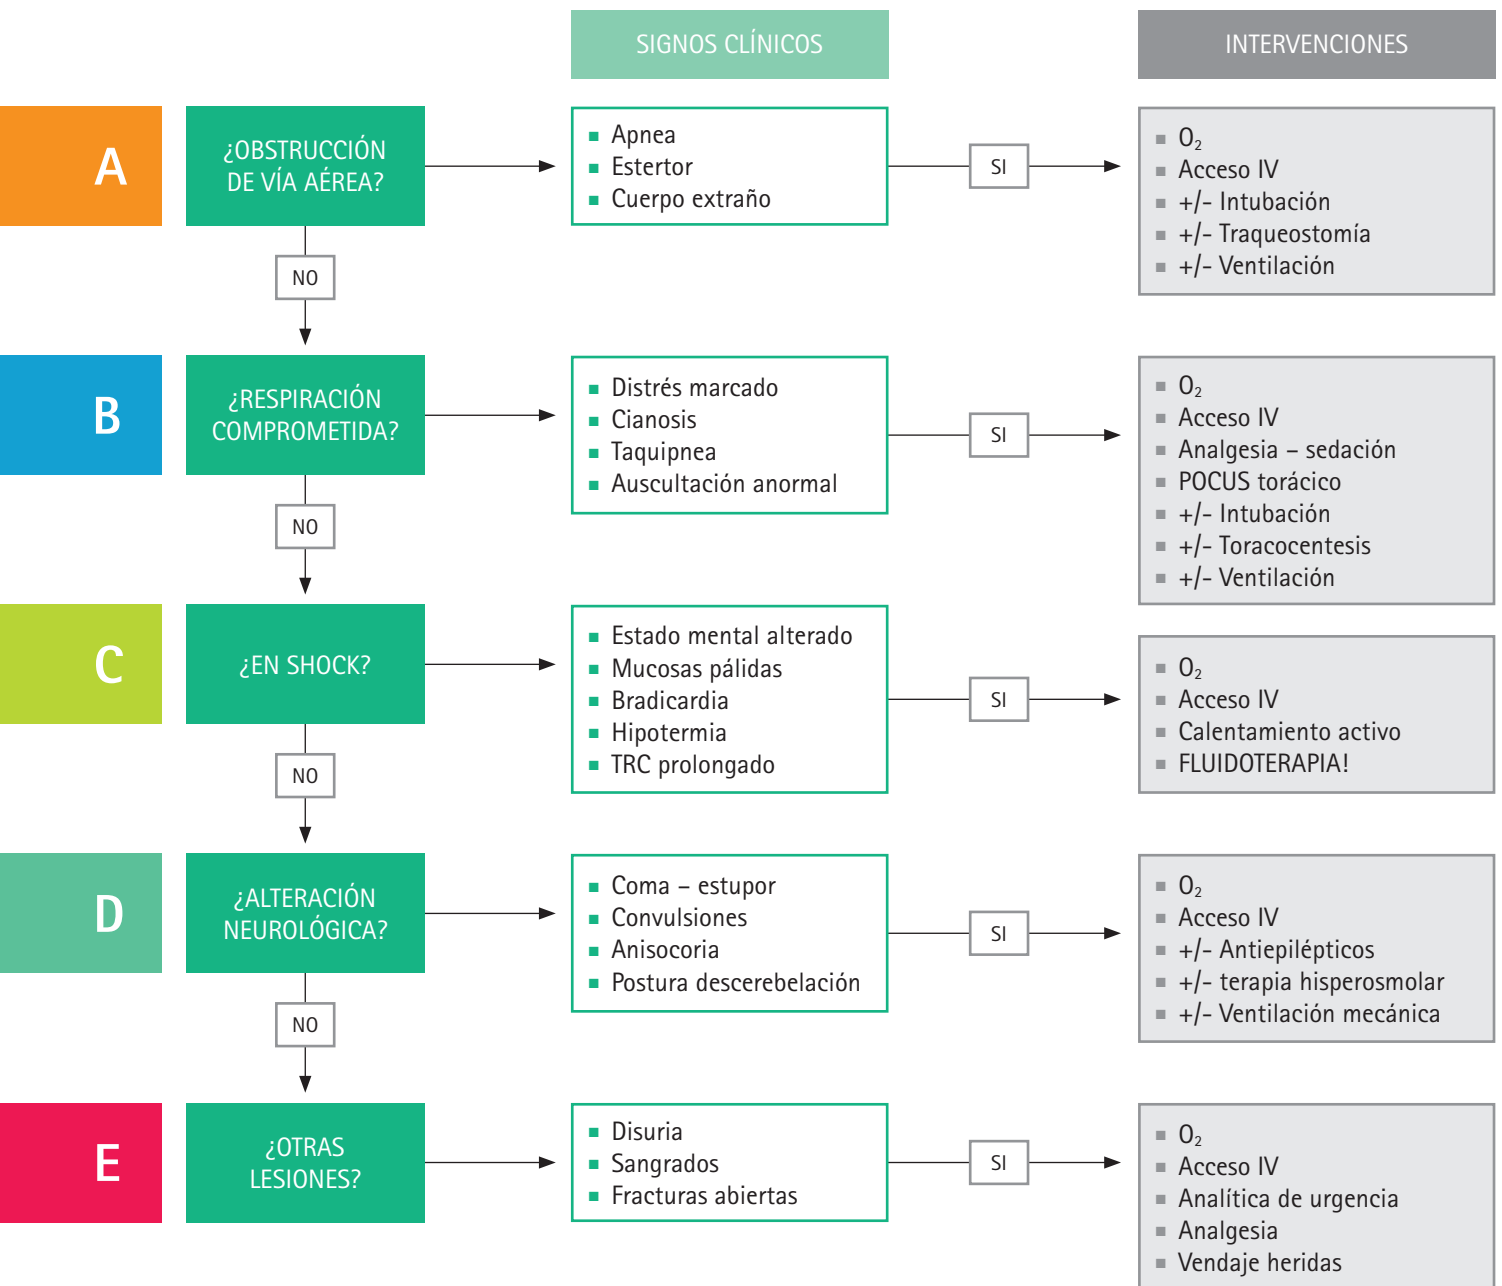 SIGNOS CLÍNICOS
INTERVENCIONES
A
¿OBSTRUCCIÓN
DE VÍA AÉREA?
▪ Apnea
▪ Estertor
▪ Cuerpo extraño
SI
▪ O₂
▪ Acceso IV
▪ +/- Intubación
▪ +/- Traqueostomía
▪ +/- Ventilación
NO
B
¿RESPIRACIÓN
COMPROMETIDA?
▪ Distrés marcado
▪ Cianosis
▪ Taquipnea
▪ Auscultación anormal
SI
▪ O₂
▪ Acceso IV
▪ Analgesia – sedación
▪ POCUS torácico
▪ +/- Intubación
▪ +/- Toracocentesis
▪ +/- Ventilación
NO
C
¿EN SHOCK?
▪ Estado mental alterado
▪ Mucosas pálidas
▪ Bradicardia
▪ Hipotermia
▪ TRC prolongado
SI
▪ O₂
▪ Acceso IV
▪ Calentamiento activo
▪ FLUIDOTERAPIA!
NO
D
¿ALTERACIÓN
NEUROLÓGICA?
▪ Coma – estupor
▪ Convulsiones
▪ Anisocoria
▪ Postura descerebelación
SI
▪ O₂
▪ Acceso IV
▪ +/- Antiepilépticos
▪ +/- terapia hisperosmolar
▪ +/- Ventilación mecánica
NO
E
¿OTRAS
LESIONES?
▪ Disuria
▪ Sangrados
▪ Fracturas abiertas
SI
▪ O₂
▪ Acceso IV
▪ Analítica de urgencia
▪ Analgesia
▪ Vendaje heridas